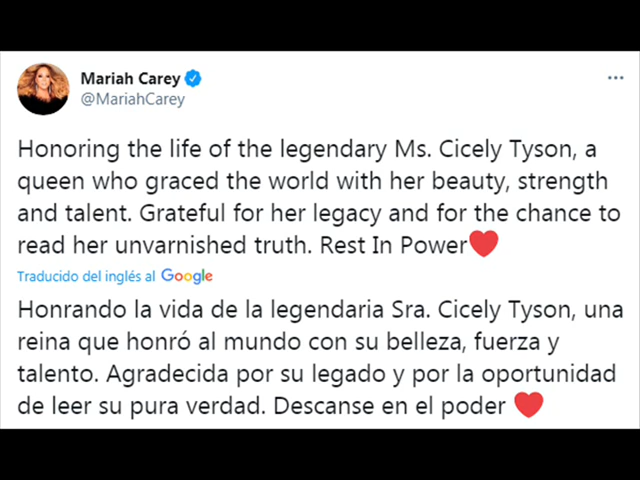 Mariah Carey
@MariahCarey
Honoring the life of the legendary Ms. Cicely Tyson, a
queen who graced the world with her beauty, strength
and talent. Grateful for her legacy and for the chance to
read her unvarnished truth. Rest In Power❤
Traducido del inglés al Google
Honrando la vida de la legendaria Sra. Cicely Tyson, una
reina que honró al mundo con su belleza, fuerza y
talento. Agradecida por su legado y por la oportunidad
de leer su pura verdad. Descanse en el poder ❤